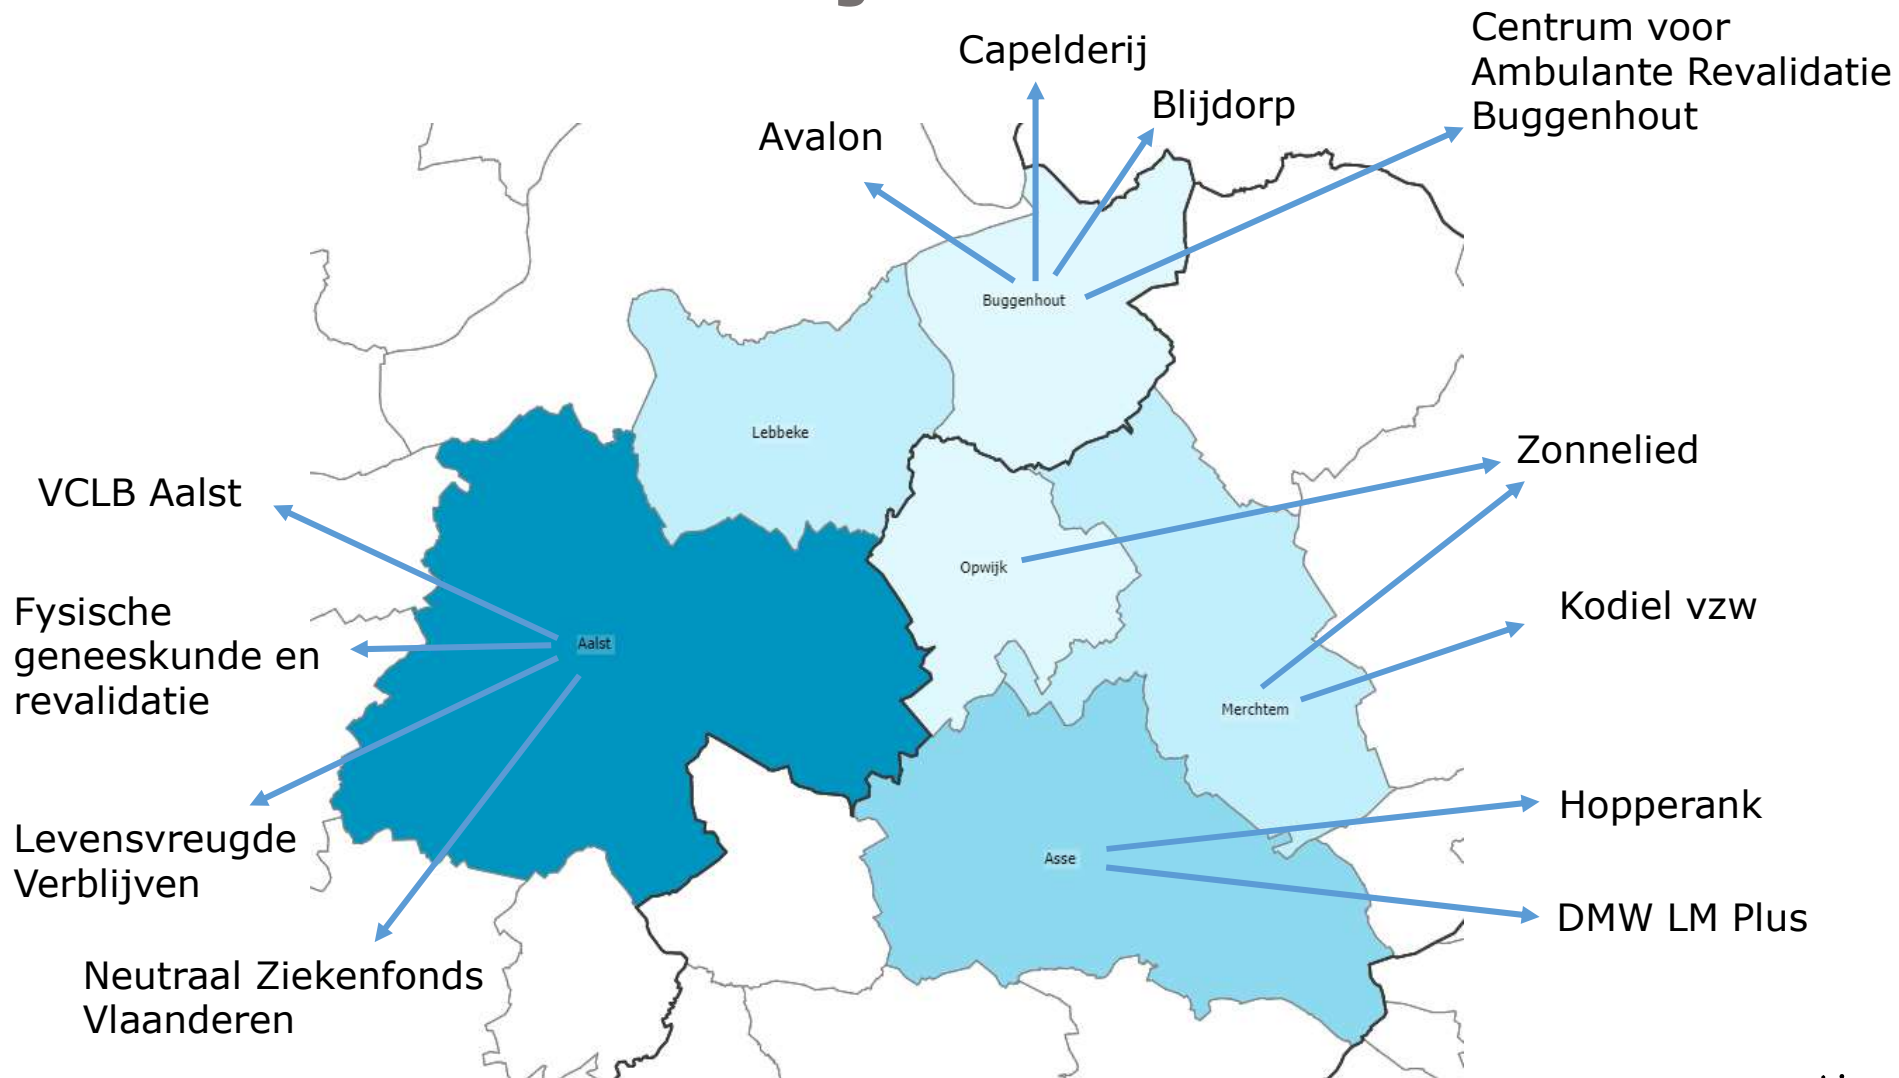 Capelderij
Centrum voor
Ambulante Revalidatie
Buggenhout
Blijdorp
Avalon
Buggenhout
Lebbeke
Zonnelied
VCLB Aalst
Opwijk
Fysische
geneeskunde en
revalidatie
Aalst
Kodiel vzw
Merchtem
Hopperank
Levensvreugde
Verblijven
Asse
DMW LM Plus
Neutraal Ziekenfonds
Vlaanderen